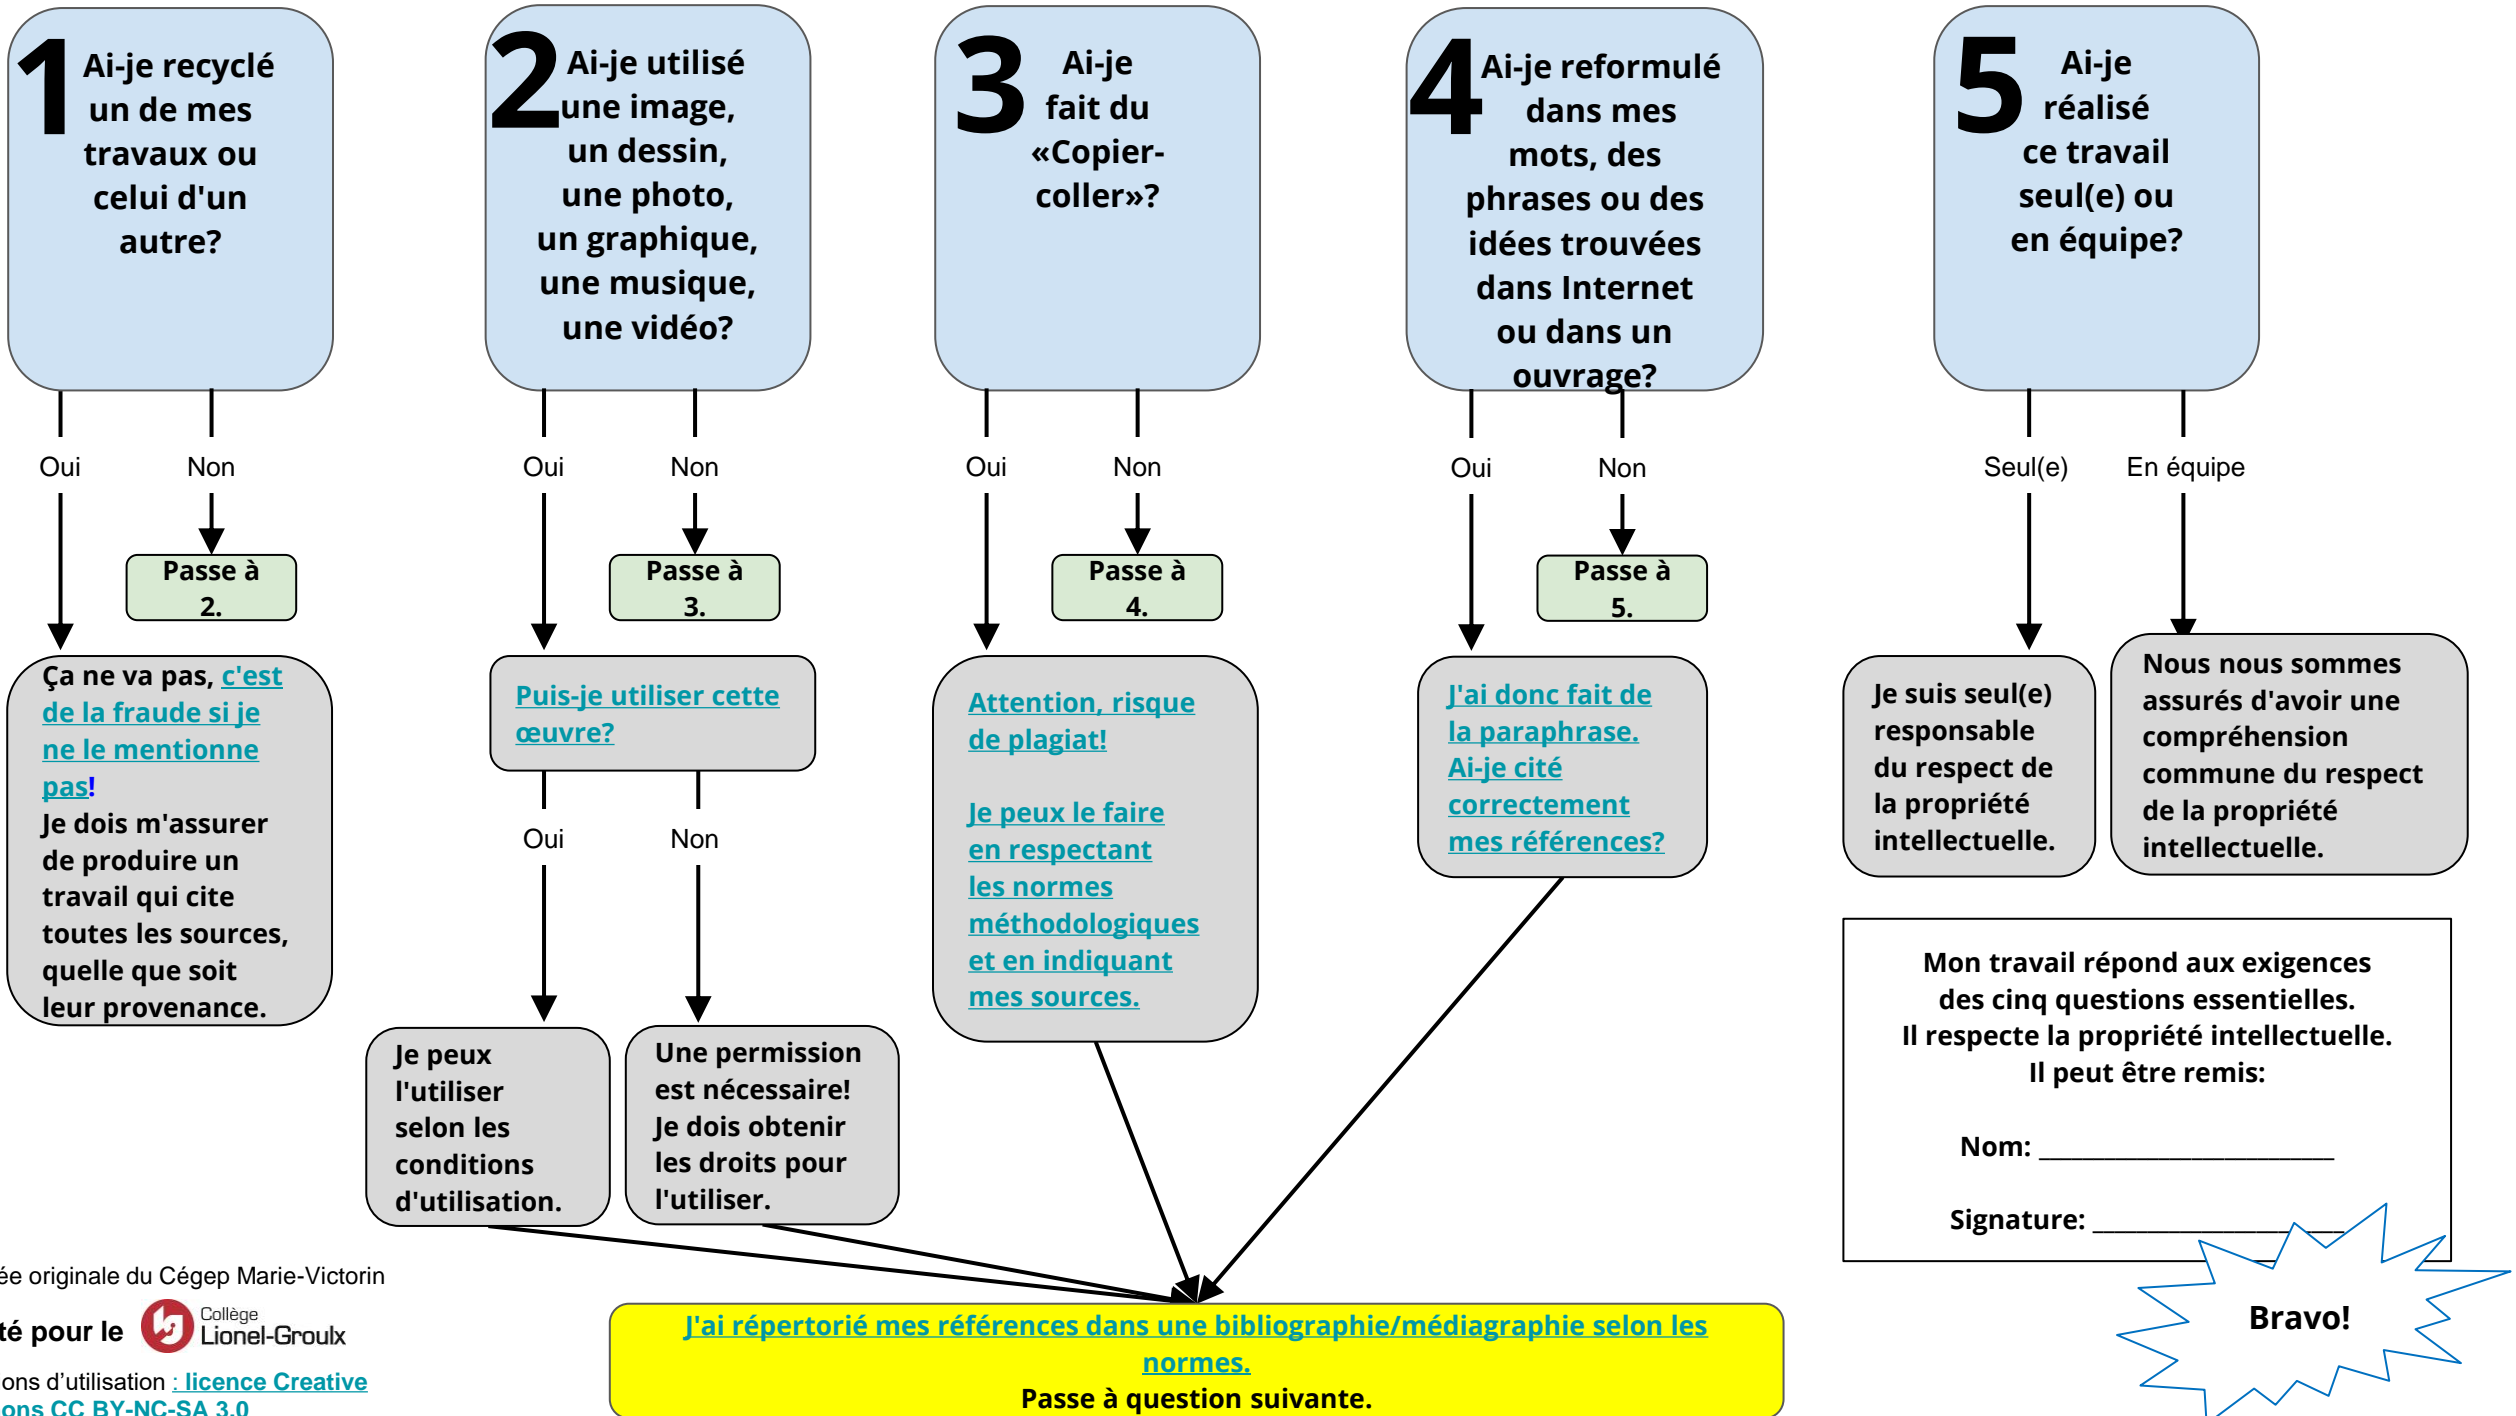 1
Ai-je recyclé
un de mes
travaux ou
celui d'un
autre?
Oui
Non
Passe à
2.
Ça ne va pas, c'est
de la fraude si je
ne le mentionne
pas!
Je dois m'assurer
de produire un
travail qui cite
toutes les sources,
quelle que soit
leur provenance.
2
Ai-je utilisé
une image,
un dessin,
une photo,
un graphique,
une musique,
une vidéo?
Oui
Non
Passe à
3.
Puis-je utiliser cette
œuvre?
Oui
Non
Je peux
l'utiliser
selon les
conditions
d'utilisation.
Une permission
est nécessaire!
Je dois obtenir
les droits pour
l'utiliser.
3
Ai-je
fait du
«Copier-
coller»?
Oui
Non
Passe à
4.
Attention, risque
de plagiat!
Je peux le faire
en respectant
les normes
méthodologiques
et en indiquant
mes sources.
4
Ai-je reformulé
dans mes
mots, des
phrases ou des
idées trouvées
dans Internet
ou dans un
ouvrage?
Oui
Non
Passe à
5.
J'ai donc fait de
la paraphrase.
Ai-je cité
correctement
mes références?
5
Ai-je
réalisé
ce travail
seul(e) ou
en équipe?
Seul(e)
En équipe
Je suis seul(e)
responsable
du respect de
la propriété
intellectuelle.
Nous nous sommes
assurés d'avoir une
compréhension
commune du respect
de la propriété
intellectuelle.
Mon travail répond aux exigences
des cinq questions essentielles.
Il respecte la propriété intellectuelle.
Il peut être remis:
Nom: ___________________________
Signature: _______________________
Bravo!
J'ai répertorié mes références dans une bibliographie/médiagraphie selon les
normes.
Passe à question suivante.
originale du Cégep Marie-Victorin
pour le
Collège
Lionel-Groulx
d’utilisation : licence Creative
CC BY-NC-SA 3.0